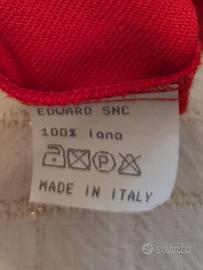 EDWARD SNC
100% lana
P
MADE IN ITALY
subito